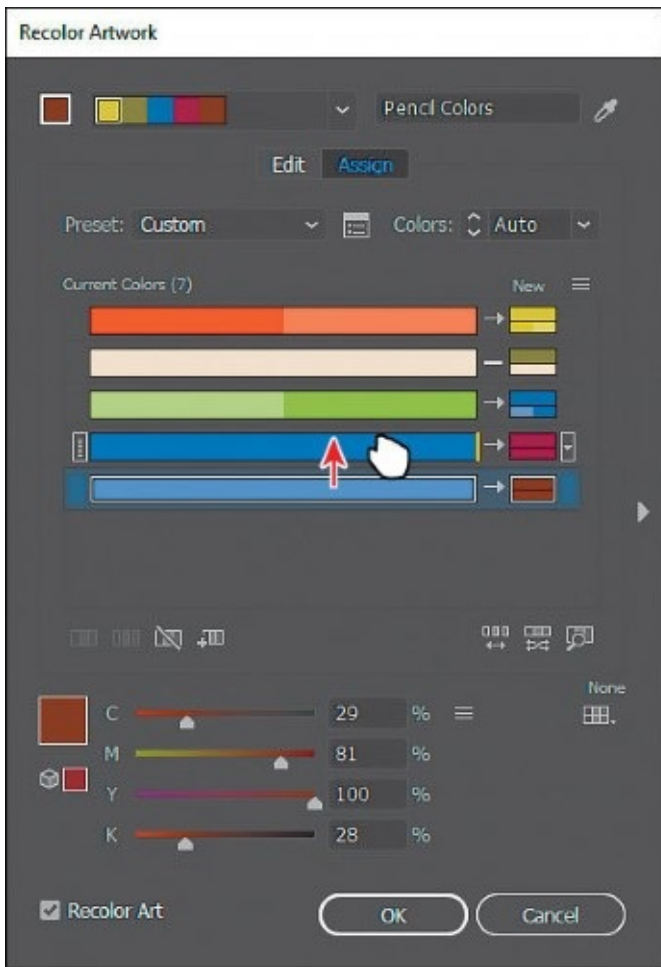 Recolor Artwork
Pencil Colors
Edit Assign
Preset: Custom Colors: Auto
Current Colors (7) New
None
C 29 %
M 81 %
Y 100 %
K 28 %
Recolor Art OK Cancel